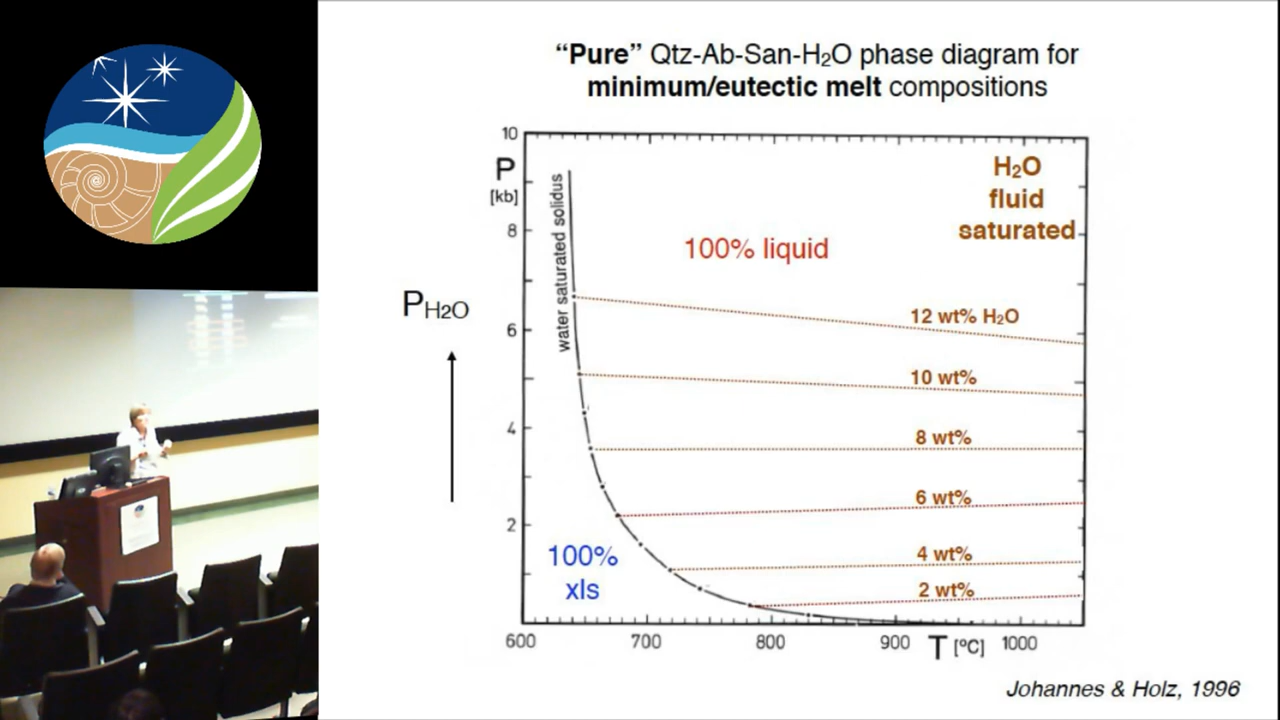 “Pure” Qtz-Ab-San-H₂O phase diagram for
minimum/eutectic melt compositions
10
P
[kb]
8
6
4
2
water saturated solidus
H₂O
fluid
saturated
100% liquid
P_H2O
12 wt% H₂O
10 wt%
8 wt%
6 wt%
4 wt%
2 wt%
100%
xls
600
700
800
900
T [ºC]
1000
Johannes & Holz, 1996